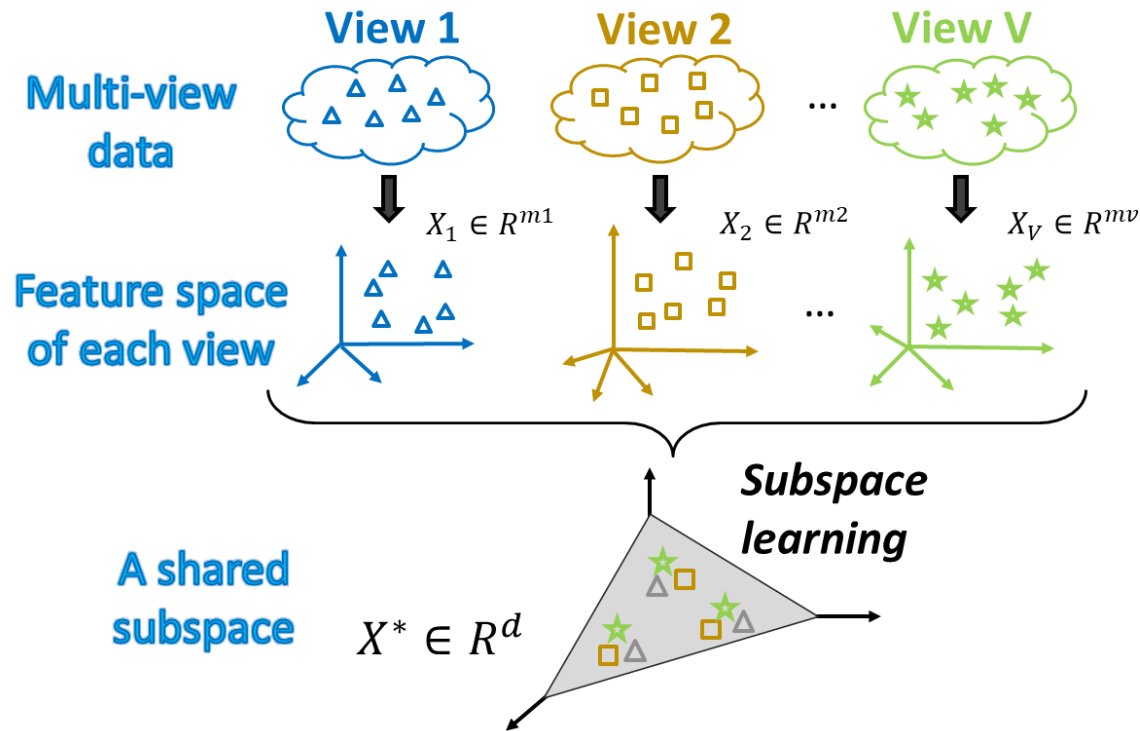 View 1
View 2
View V
Multi-view
data
...
X₁ ∈ R^{m1}
X₂ ∈ R^{m2}
X_V ∈ R^{mv}
Feature space
of each view
...
Subspace
learning
A shared
subspace
X* ∈ R^d